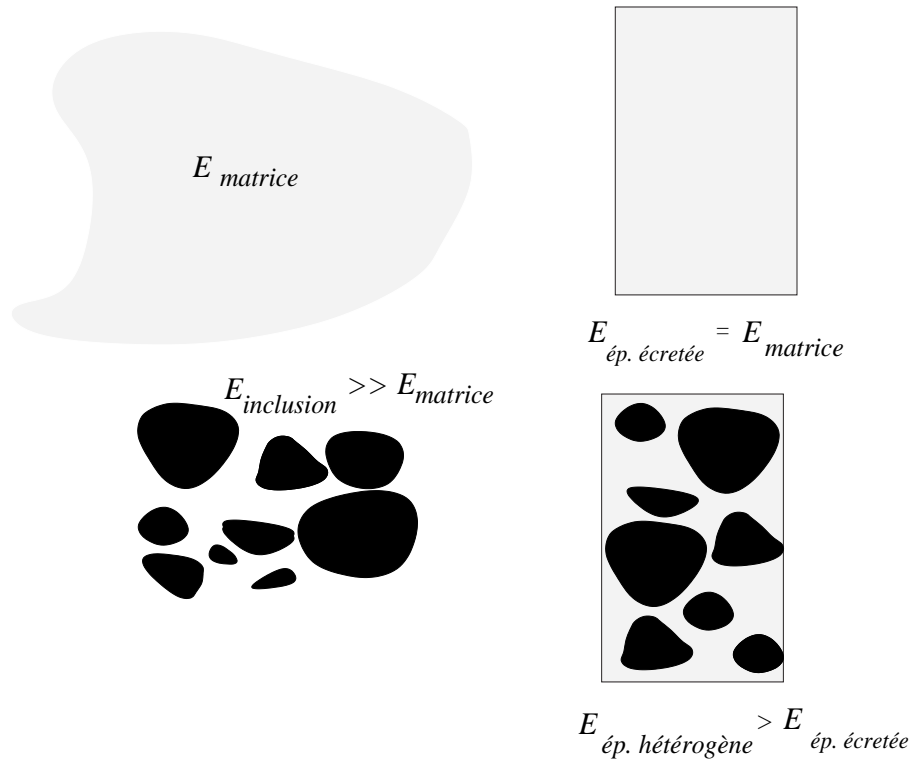 E matrice
E ép. écretée = E matrice
E inclusion >> E matrice
E ép. hétérogène > E ép. écretée